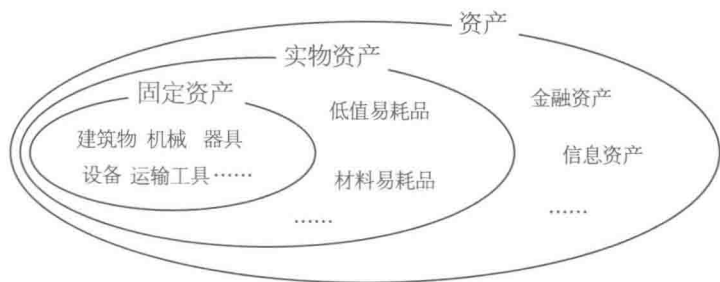 资产
实物资产
固定资产
金融资产
低值易耗品
建筑物 机械 器具
信息资产
设备 运输工具……
材料易耗品
……
……